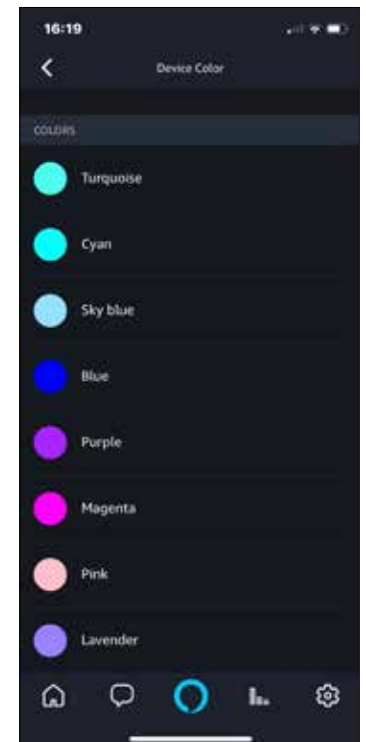 16:19
Device Color
COLORS
Turquoise
Cyan
Sky blue
Blue
Purple
Magenta
Pink
Lavender